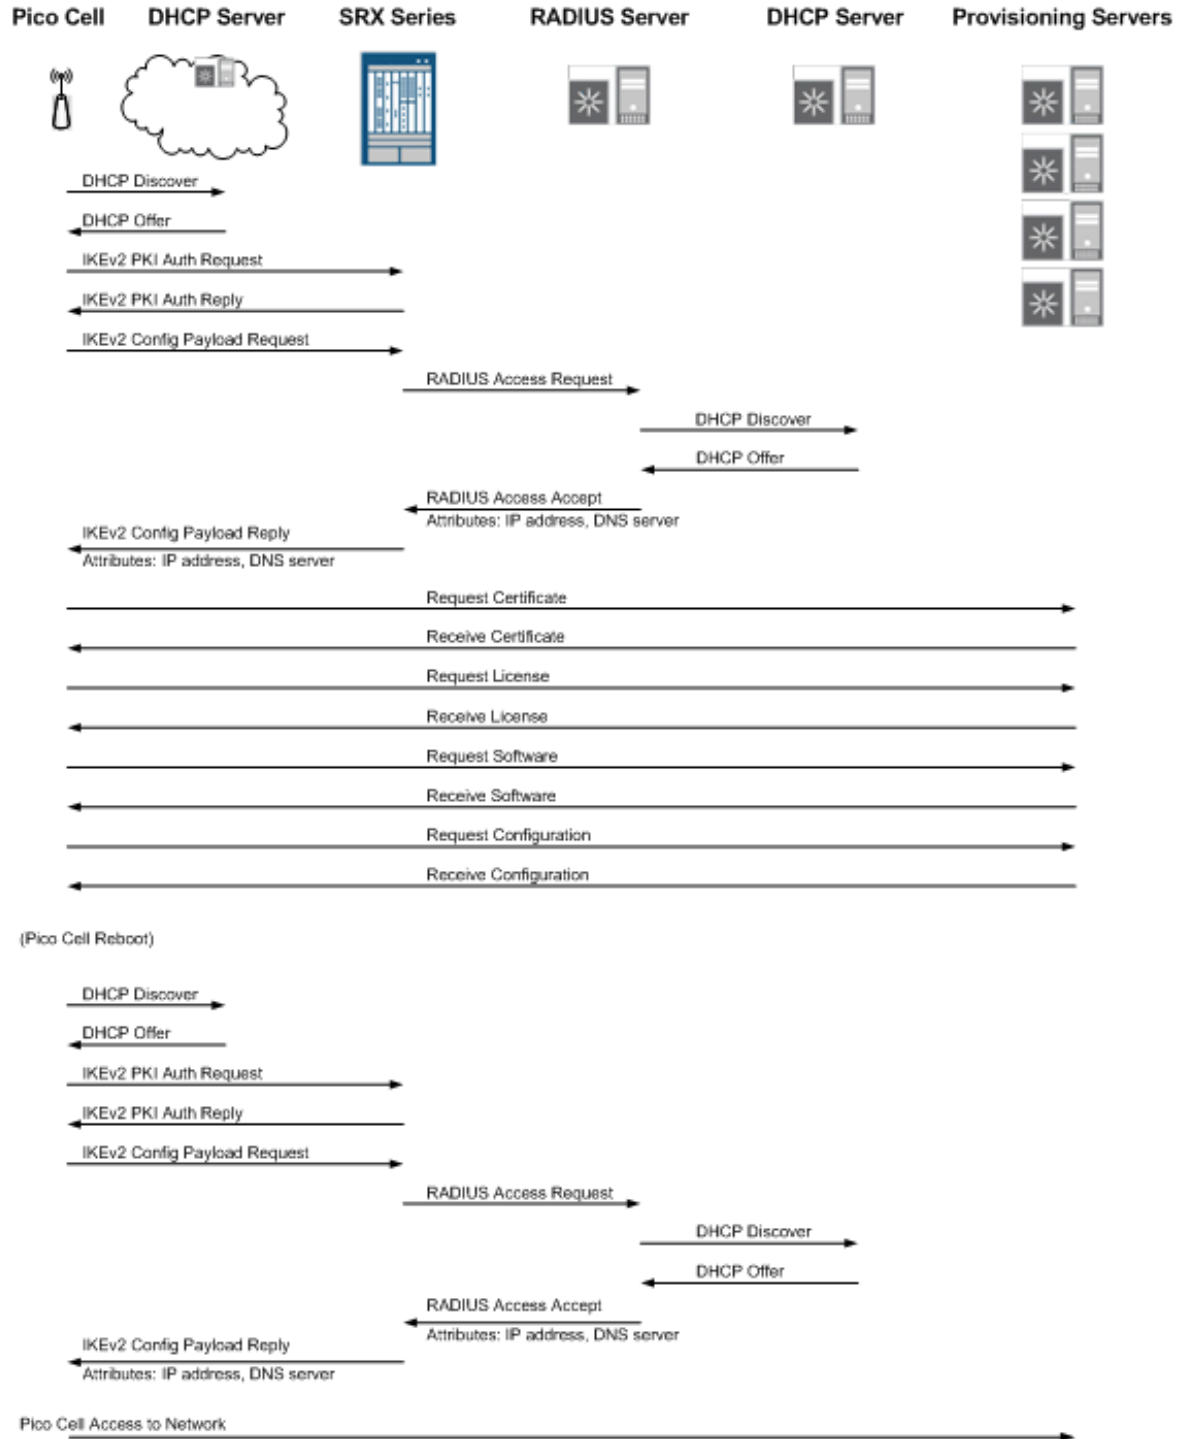 Pico Cell DHCP Server SRX Series RADIUS Server DHCP Server Provisioning Servers
DHCP Discover
DHCP Offer
IKEv2 PKI Auth Request
IKEv2 PKI Auth Reply
IKEv2 Config Payload Request
RADIUS Access Request
DHCP Discover
DHCP Offer
RADIUS Access Accept
Attributes: IP address, DNS server
IKEv2 Config Payload Reply
Attributes: IP address, DNS server
Request Certificate
Receive Certificate
Request License
Receive License
Request Software
Receive Software
Request Configuration
Receive Configuration
(Pico Cell Reboot)
DHCP Discover
DHCP Offer
IKEv2 PKI Auth Request
IKEv2 PKI Auth Reply
IKEv2 Config Payload Request
RADIUS Access Request
DHCP Discover
DHCP Offer
RADIUS Access Accept
Attributes: IP address, DNS server
IKEv2 Config Payload Reply
Attributes: IP address, DNS server
Pico Cell Access to Network